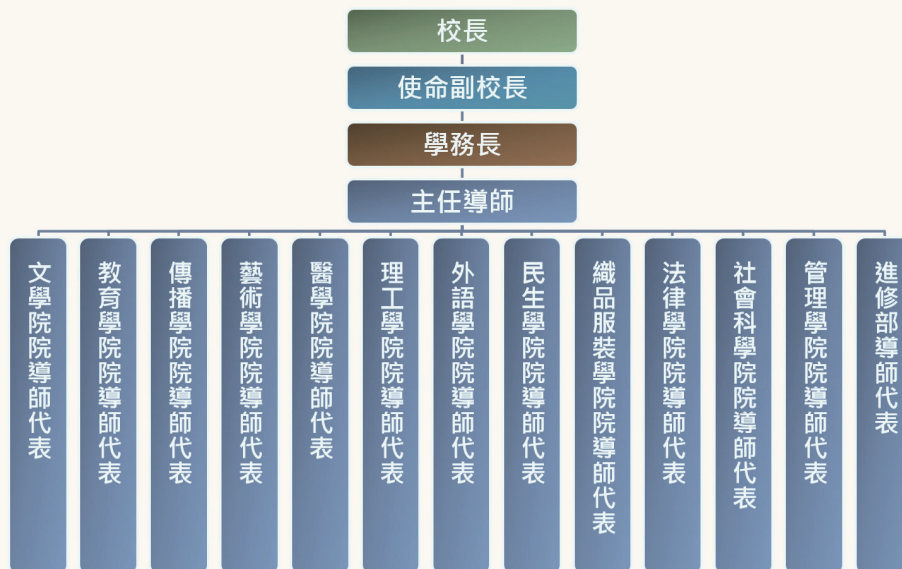 校長
使命副校長
學務長
主任導師
文學院院導師代表
教育學院院導師代表
傳播學院院導師代表
藝術學院院導師代表
醫學院院導師代表
理工學院院導師代表
外語學院院導師代表
民生學院院導師代表
織品服裝學院院導師代表
法律學院院導師代表
社會科學院院導師代表
管理學院院導師代表
進修部導師代表